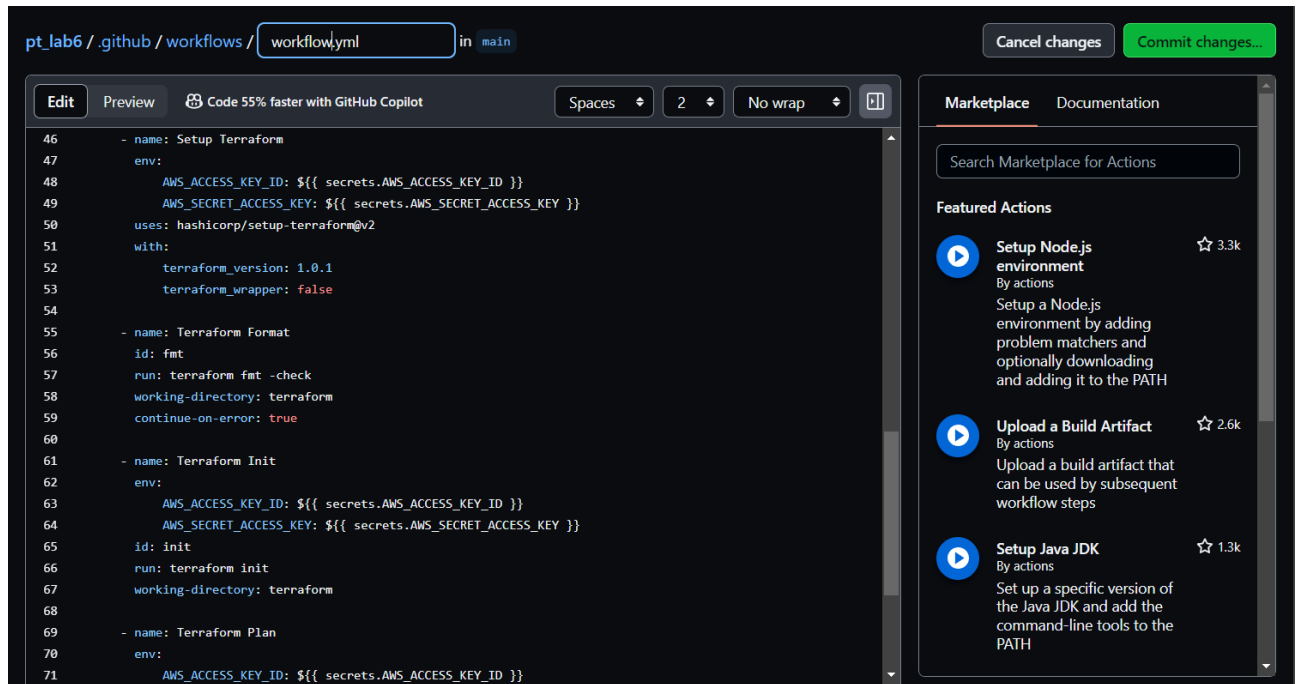 pt_lab6 / .github / workflows / workflow.yml in main
Cancel changes
Commit changes...
Edit
Preview
Code 55% faster with GitHub Copilot
Spaces
2
No wrap
46 - name: Setup Terraform
47 env:
48 AWS_ACCESS_KEY_ID: ${{ secrets.AWS_ACCESS_KEY_ID }}
49 AWS_SECRET_ACCESS_KEY: ${{ secrets.AWS_SECRET_ACCESS_KEY }}
50 uses: hashicorp/setup-terraform@v2
51 with:
52 terraform_version: 1.0.1
53 terraform_wrapper: false
54
55 - name: Terraform Format
56 id: fmt
57 run: terraform fmt -check
58 working-directory: terraform
59 continue-on-error: true
60
61 - name: Terraform Init
62 env:
63 AWS_ACCESS_KEY_ID: ${{ secrets.AWS_ACCESS_KEY_ID }}
64 AWS_SECRET_ACCESS_KEY: ${{ secrets.AWS_SECRET_ACCESS_KEY }}
65 id: init
66 run: terraform init
67 working-directory: terraform
68
69 - name: Terraform Plan
70 env:
71 AWS_ACCESS_KEY_ID: ${{ secrets.AWS_ACCESS_KEY_ID }}
Marketplace
Documentation
Search Marketplace for Actions
Featured Actions
Setup Node.js
environment
3.3k
By actions
Setup a Node.js
environment by adding
problem matchers and
optionally downloading
and adding it to the PATH
Upload a Build Artifact
2.6k
By actions
Upload a build artifact that
can be used by subsequent
workflow steps
Setup Java JDK
1.3k
By actions
Set up a specific version of
the Java JDK and add the
command-line tools to the
PATH